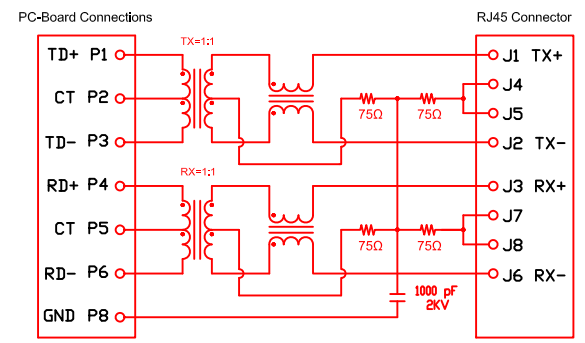 PC-Board Connections
RJ45 Connector
TX=1:1
TD+ P1
J1 TX+
J4
CT P2
75Ω 75Ω
J5
TD- P3
J2 TX-
RX=1:1
RD+ P4
J3 RX+
J7
CT P5
75Ω 75Ω
J8
RD- P6
J6 RX-
1000 pF
2KV
GND P8